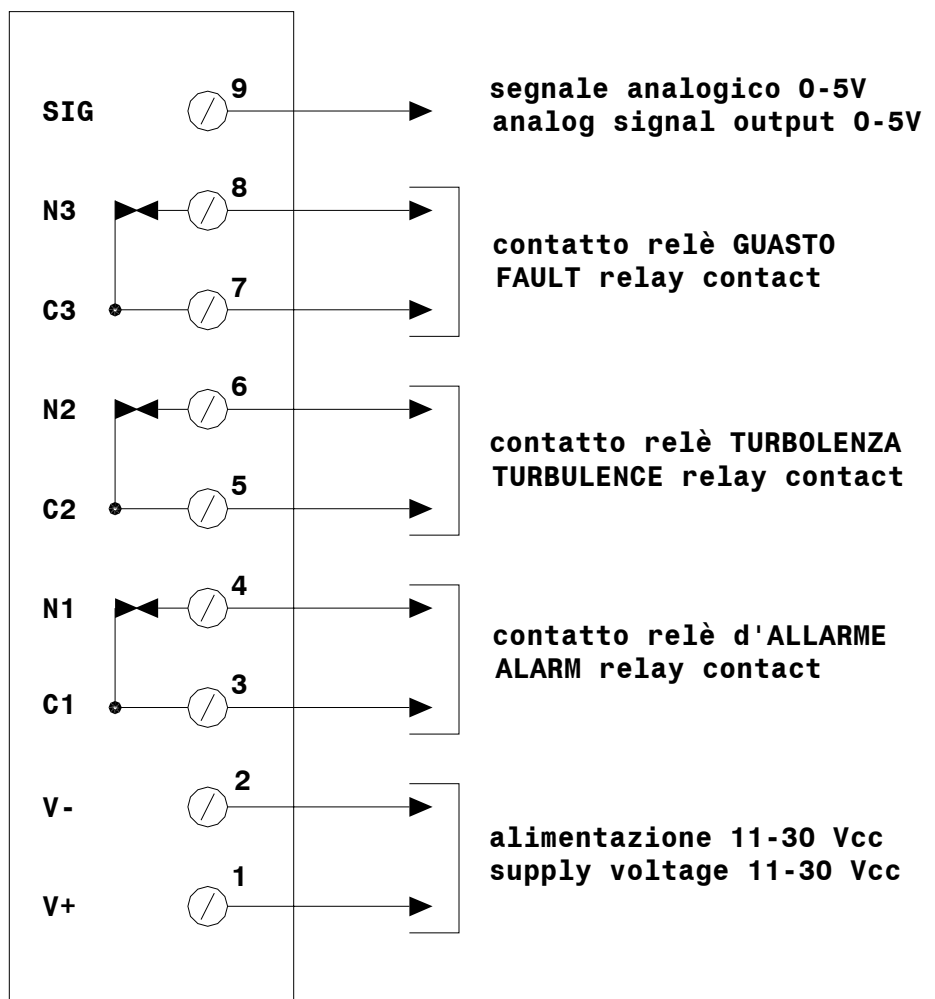 SIG 9 segnale analogico 0-5V
analog signal output 0-5V
N3 8
contatto relè GUASTO
FAULT relay contact
C3 7
N2 6
contatto relè TURBOLENZA
TURBULENCE relay contact
C2 5
N1 4
contatto relè d'ALLARME
ALARM relay contact
C1 3
V- 2
alimentazione 11-30 Vcc
supply voltage 11-30 Vcc
V+ 1